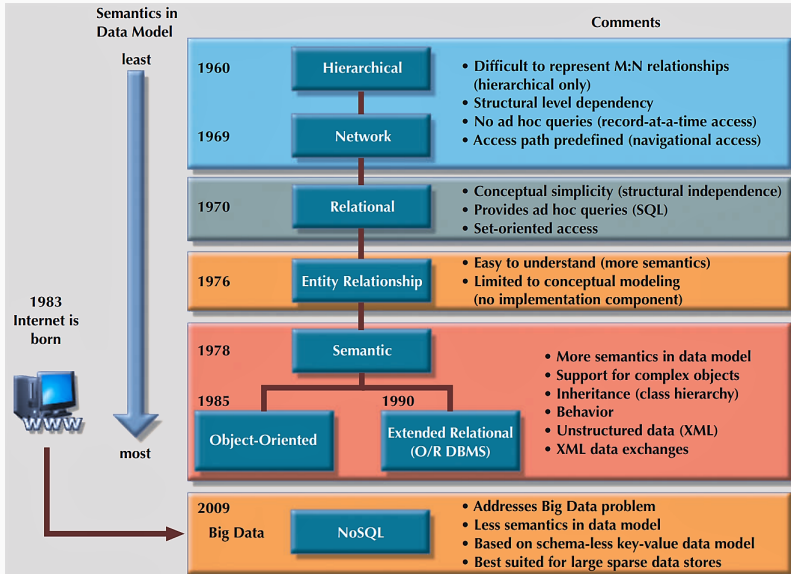 Semantics in
Data Model
least
most
Comments
1960
Hierarchical
1969
Network
• Difficult to represent M:N relationships
(hierarchical only)
• Structural level dependency
• No ad hoc queries (record-at-a-time access)
• Access path predefined (navigational access)
1970
Relational
• Conceptual simplicity (structural independence)
• Provides ad hoc queries (SQL)
• Set-oriented access
1976
Entity Relationship
• Easy to understand (more semantics)
• Limited to conceptual modeling
(no implementation component)
1983
Internet is
born
WWW
1978
Semantic
1985
Object-Oriented
1990
Extended Relational
(O/R DBMS)
• More semantics in data model
• Support for complex objects
• Inheritance (class hierarchy)
• Behavior
• Unstructured data (XML)
• XML data exchanges
2009
Big Data
NoSQL
• Addresses Big Data problem
• Less semantics in data model
• Based on schema-less key-value data model
• Best suited for large sparse data stores